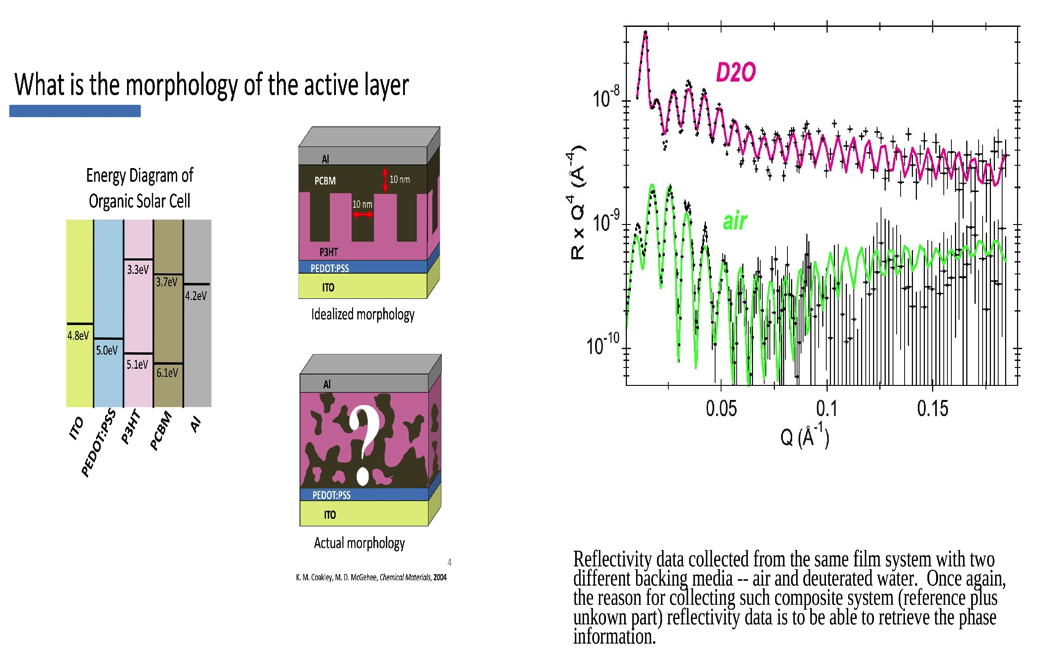 What is the morphology of the active layer
Energy Diagram of
Organic Solar Cell
3.3eV
3.7eV
4.2eV
4.8eV
5.0eV
5.1eV
6.1eV
ITO
PEDOT:PSS
P3HT
PCBM
Al
Al
PCBM
10 nm
10 nm
P3HT
PEDOT:PSS
ITO
Idealized morphology
Al
?
PEDOT:PSS
ITO
Actual morphology
4
K. M. Coakley, M. D. McGehee, Chemical Materials, 2004
D2O
air
R x Q⁴ (Å⁻⁴)
10⁻⁸
10⁻⁹
10⁻¹⁰
0.05
0.1
0.15
Q (Å⁻¹)
Reflectivity data collected from the same film system with two
different backing media -- air and deuterated water. Once again,
the reason for collecting such composite system (reference plus
unkown part) reflectivity data is to be able to retrieve the phase
information.